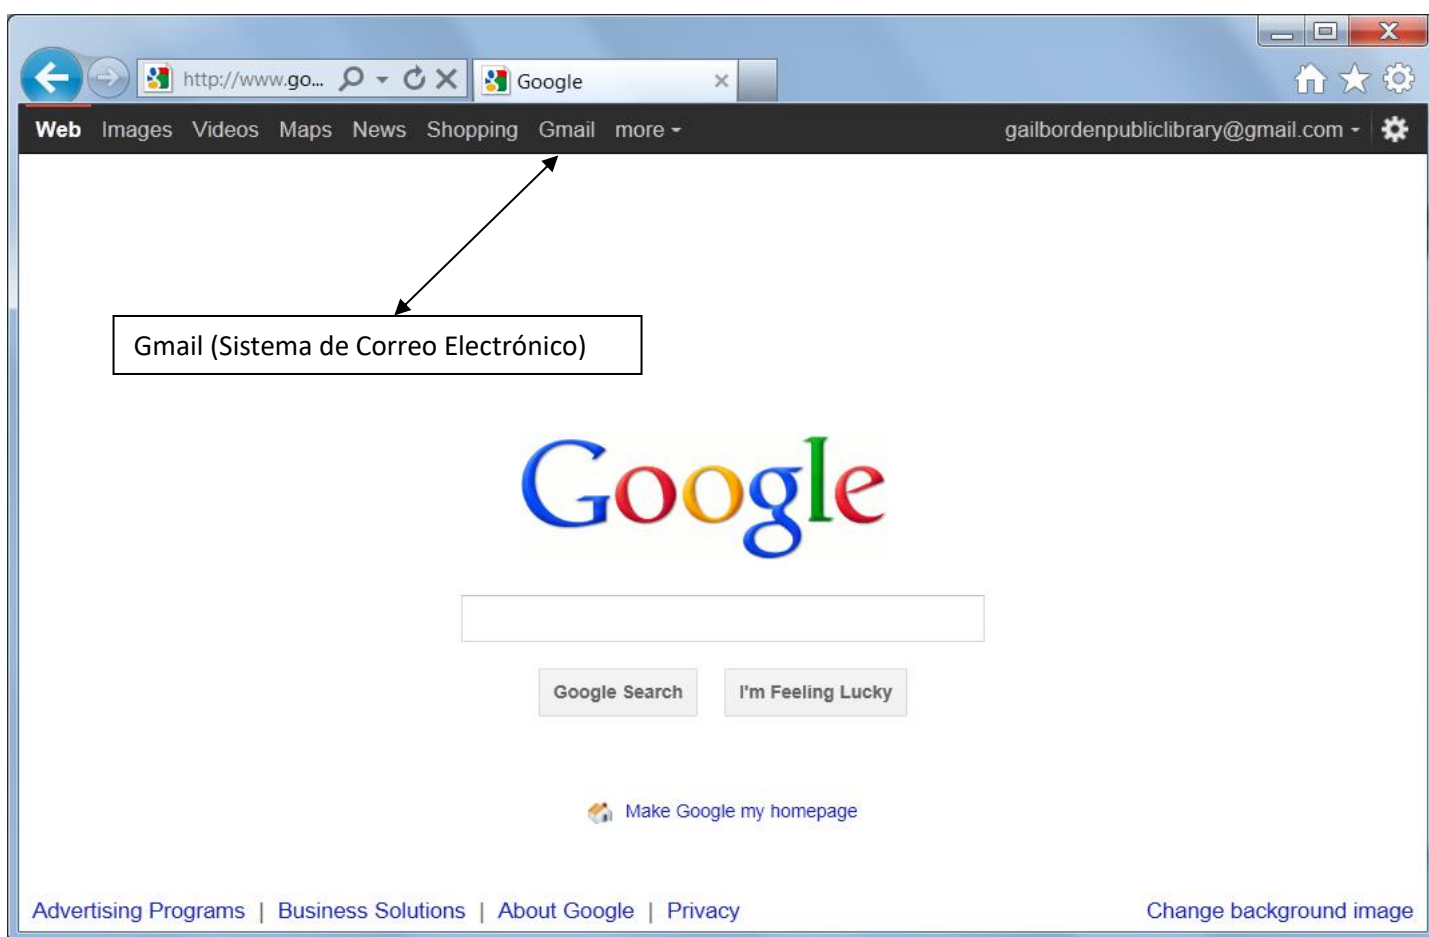 http://www.go...
Google
Web Images Videos Maps News Shopping Gmail more
gailbordenpubliclibrary@gmail.com
Gmail (Sistema de Correo Electrónico)
Google
Google Search I'm Feeling Lucky
Make Google my homepage
Advertising Programs | Business Solutions | About Google | Privacy
Change background image